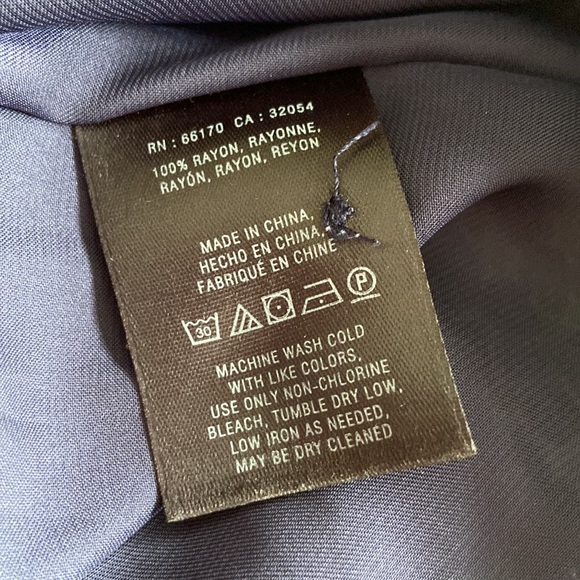 RN : 66170 CA : 32054
100% RAYON, RAYONNE,
RAYÓN, RAYON, REYON
MADE IN CHINA,
HECHO EN CHINA,
FABRIQUÉ EN CHINE
30 P
MACHINE WASH COLD
WITH LIKE COLORS,
USE ONLY NON-CHLORINE
BLEACH, TUMBLE DRY LOW,
LOW IRON AS NEEDED,
MAY BE DRY CLEANED